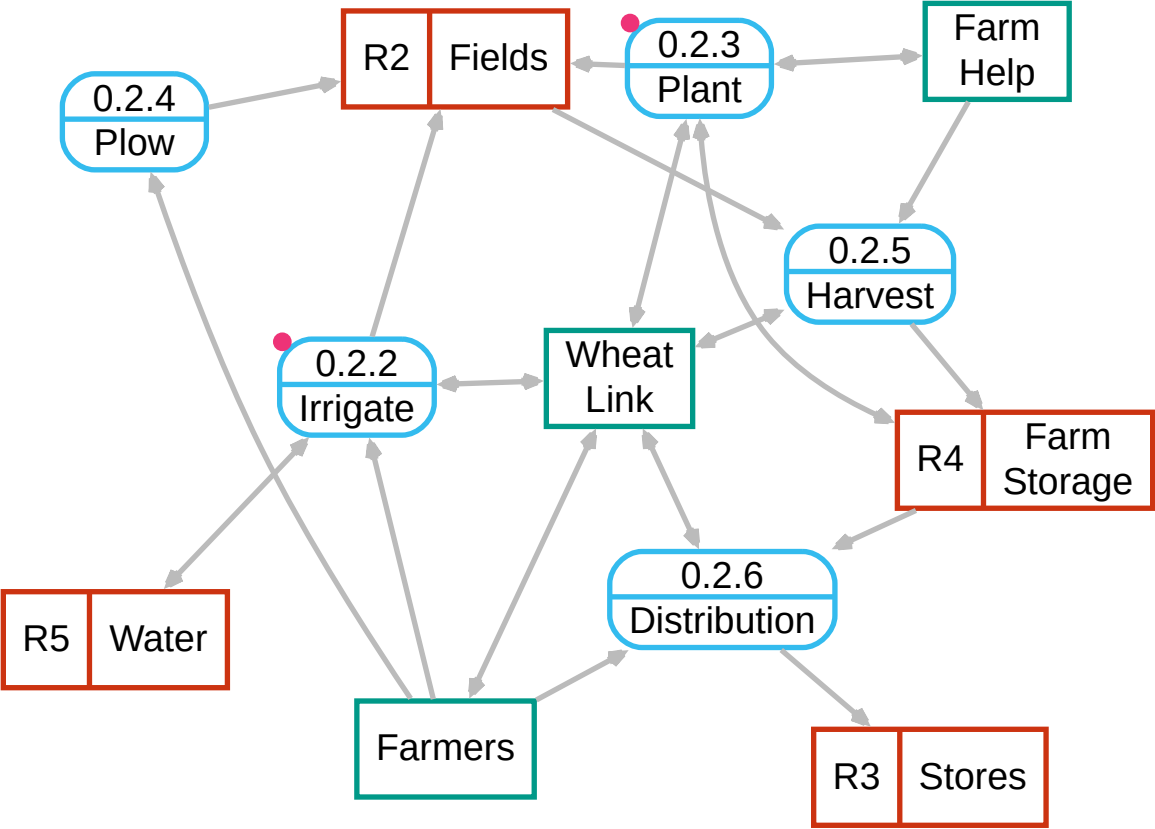 R2 Fields
0.2.3
Plant
Farm
Help
0.2.4
Plow
0.2.5
Harvest
0.2.2
Irrigate
Wheat
Link
R4 Farm
Storage
0.2.6
Distribution
R5 Water
Farmers
R3 Stores